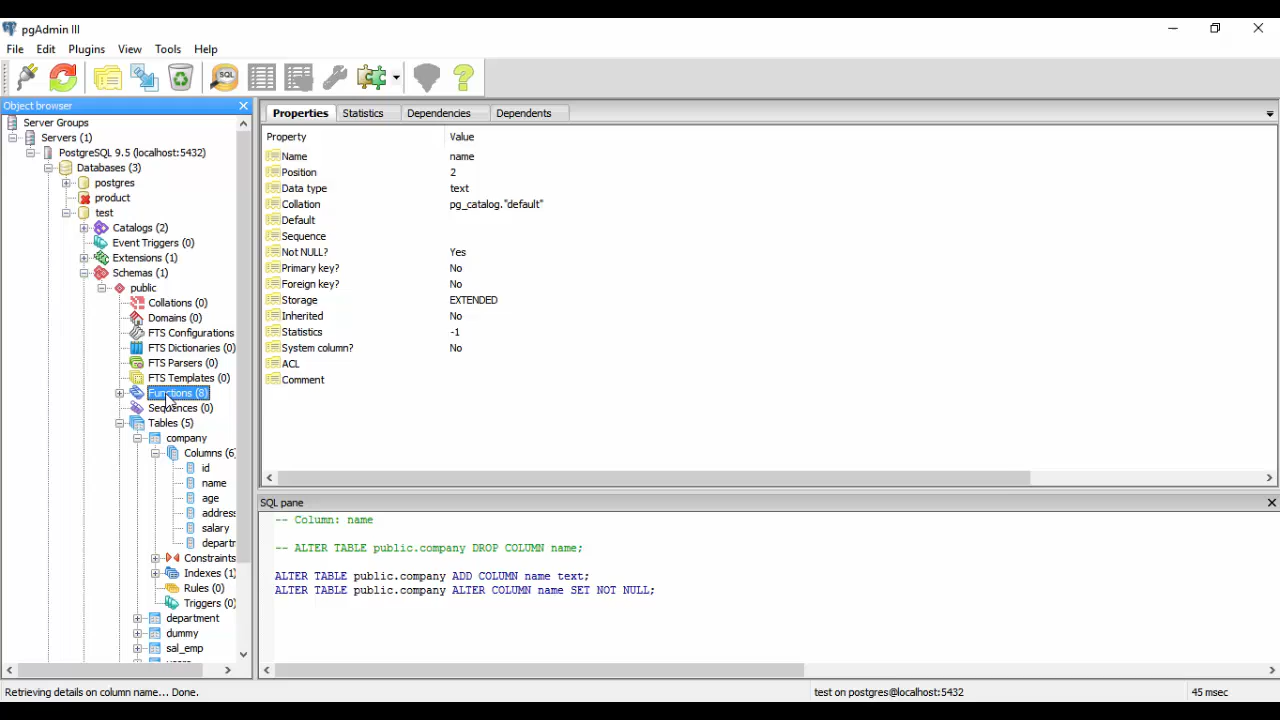 pgAdmin III
File Edit Plugins View Tools Help
SQL
Object browser
Server Groups
Servers (1)
PostgreSQL 9.5 (localhost:5432)
Databases (3)
postgres
product
test
Catalogs (2)
Event Triggers (0)
Extensions (1)
Schemas (1)
public
Collations (0)
Domains (0)
FTS Configurations
FTS Dictionaries (0)
FTS Parsers (0)
FTS Templates (0)
Functions (8)
Sequences (0)
Tables (5)
company
Columns (6
id
name
age
address
salary
departr
Constraints
Indexes (1)
Rules (0)
Triggers (0)
department
dummy
sal_emp
Properties Statistics Dependencies Dependents
Property Value
Name name
Position 2
Data type text
Collation pg_catalog."default"
Default
Sequence
Not NULL? Yes
Primary key? No
Foreign key? No
Storage EXTENDED
Inherited No
Statistics -1
System column? No
ACL
Comment
SQL pane
-- Column: name
-- ALTER TABLE public.company DROP COLUMN name;
ALTER TABLE public.company ADD COLUMN name text;
ALTER TABLE public.company ALTER COLUMN name SET NOT NULL;
Retrieving details on column name... Done. test on postgres@localhost:5432 45 msec